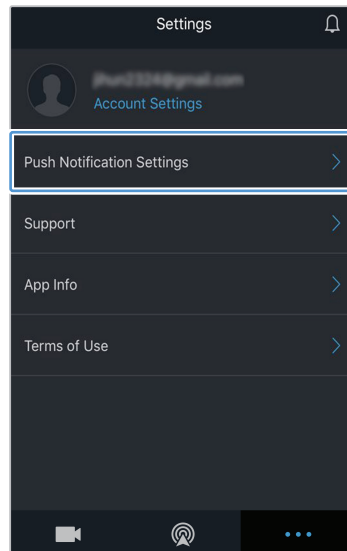 Settings
Account Settings
Push Notification Settings
Support
App Info
Terms of Use